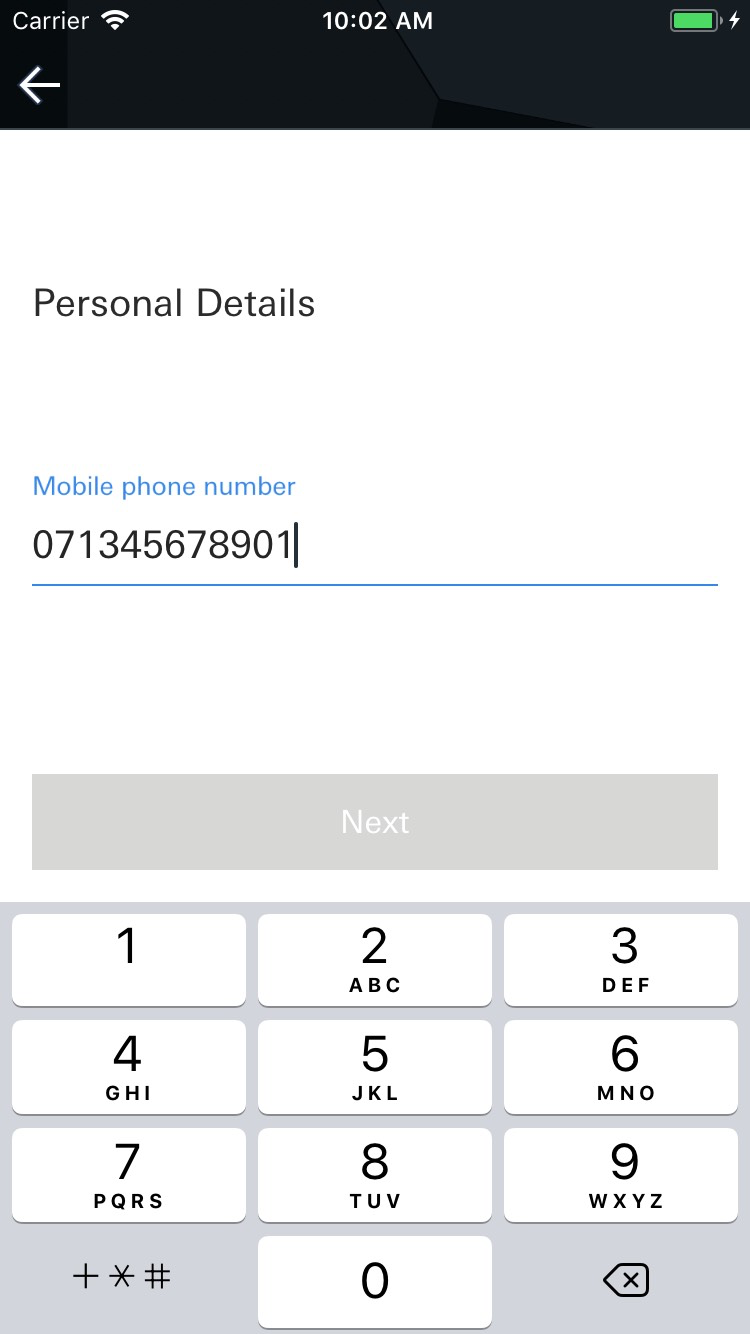 Carrier 10:02 AM
Personal Details
Mobile phone number
071345678901
Next
1 2 3
ABC DEF
4 5 6
GHI JKL MNO
7 8 9
PQRS TUV WXYZ
+*# 0